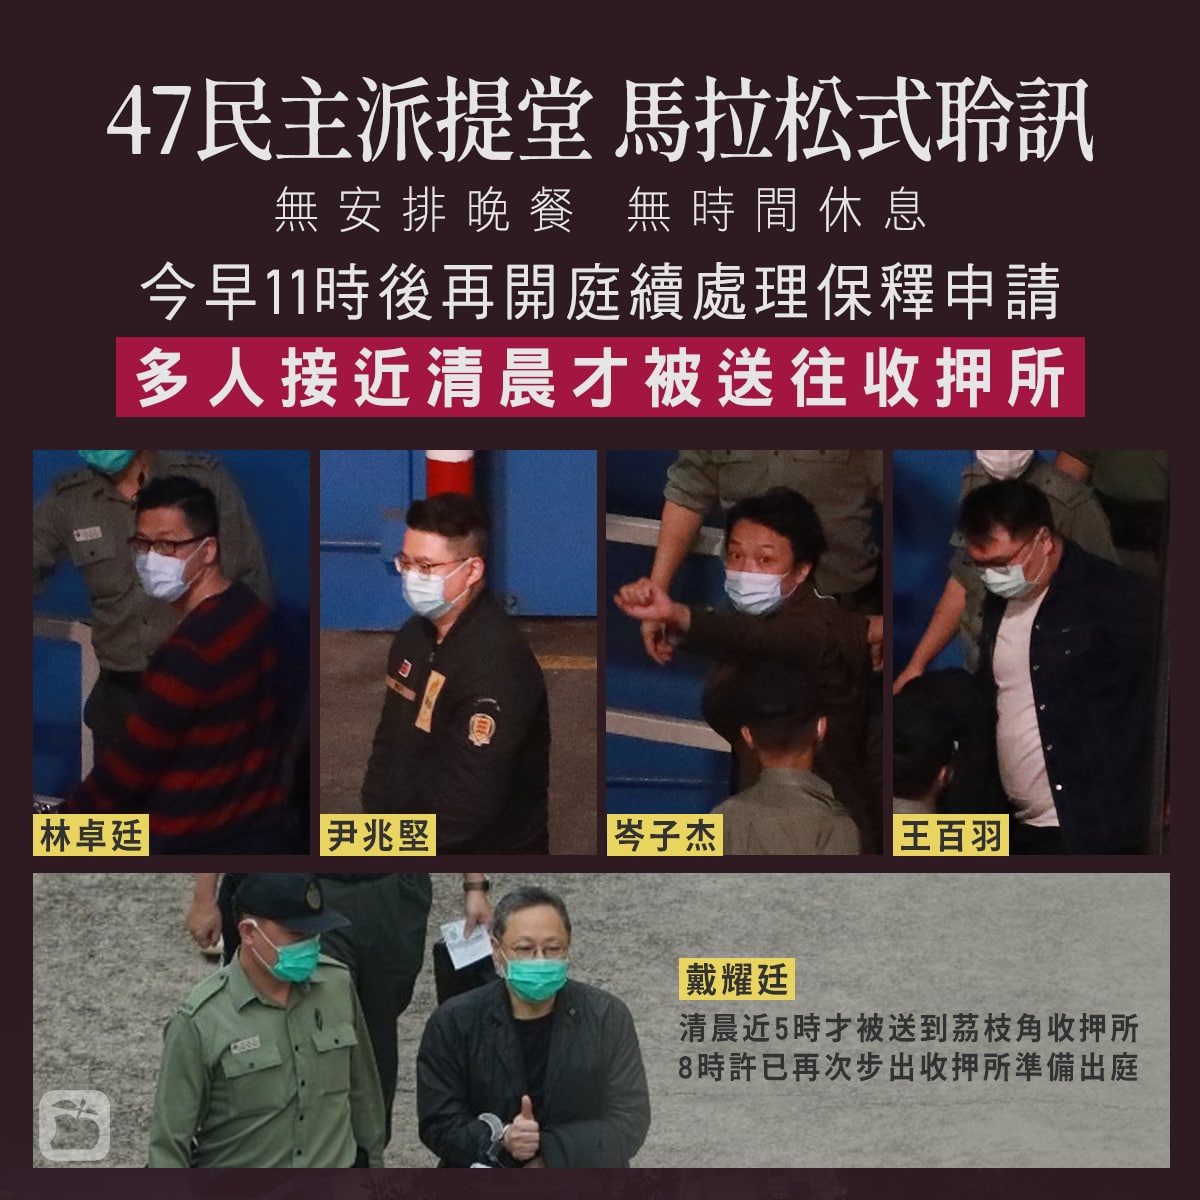 47民主派提堂 馬拉松式聆訊
無安排晚餐 無時間休息
今早11時後再開庭續處理保釋申請
多人接近清晨才被送往收押所
林卓廷
尹兆堅
岑子杰
王百羽
戴耀廷
清晨近5時才被送到荔枝角收押所
8時許已再次步出收押所準備出庭